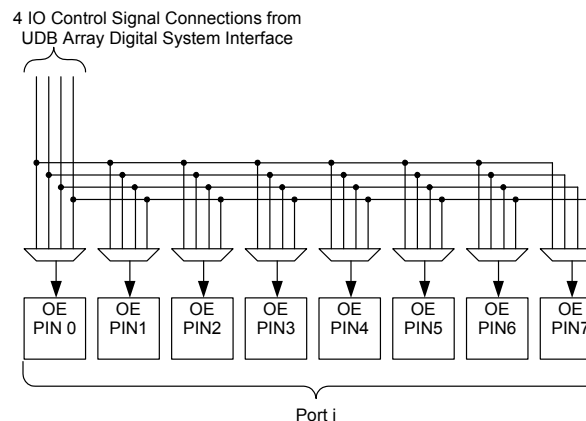 4 IO Control Signal Connections from
UDB Array Digital System Interface
OE
PIN 0
OE
PIN1
OE
PIN2
OE
PIN3
OE
PIN4
OE
PIN5
OE
PIN6
OE
PIN7
Port i